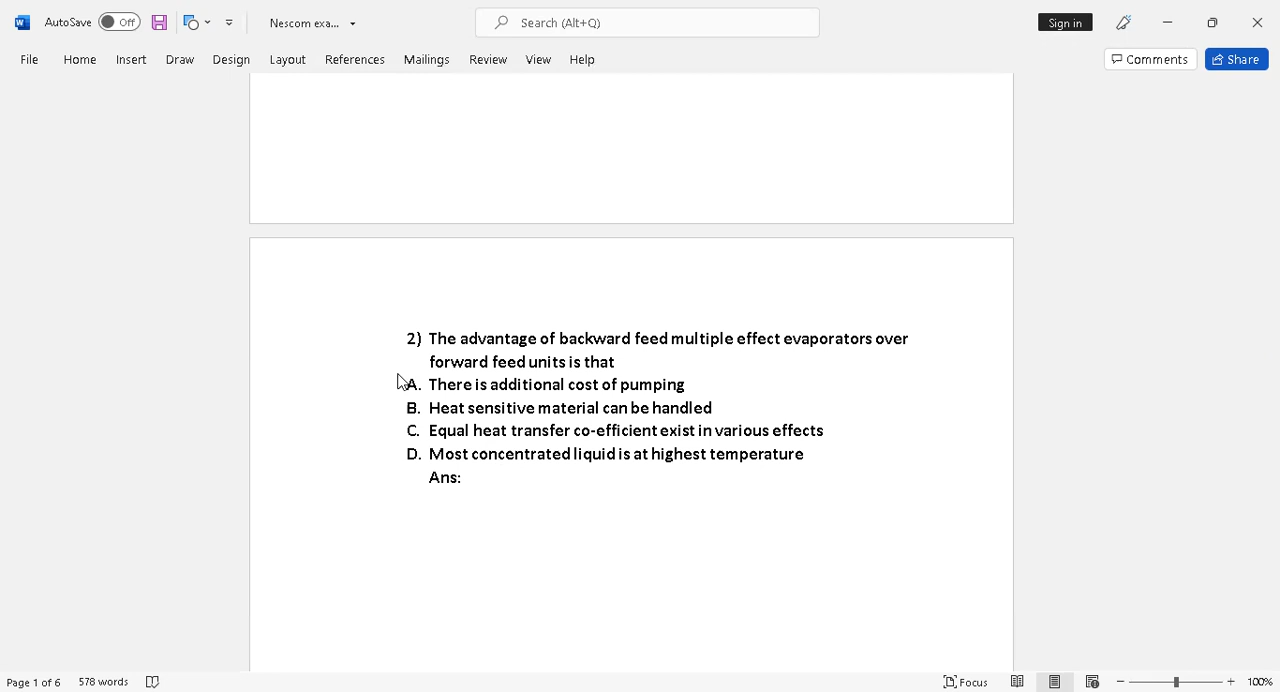 AutoSave Off Nescom exa... Search (Alt+Q) Sign in
File Home Insert Draw Design Layout References Mailings Review View Help Comments Share
2) The advantage of backward feed multiple effect evaporators over
forward feed units is that
A. There is additional cost of pumping
B. Heat sensitive material can be handled
C. Equal heat transfer co-efficient exist in various effects
D. Most concentrated liquid is at highest temperature
Ans:
Page 1 of 6 578 words Focus 100%